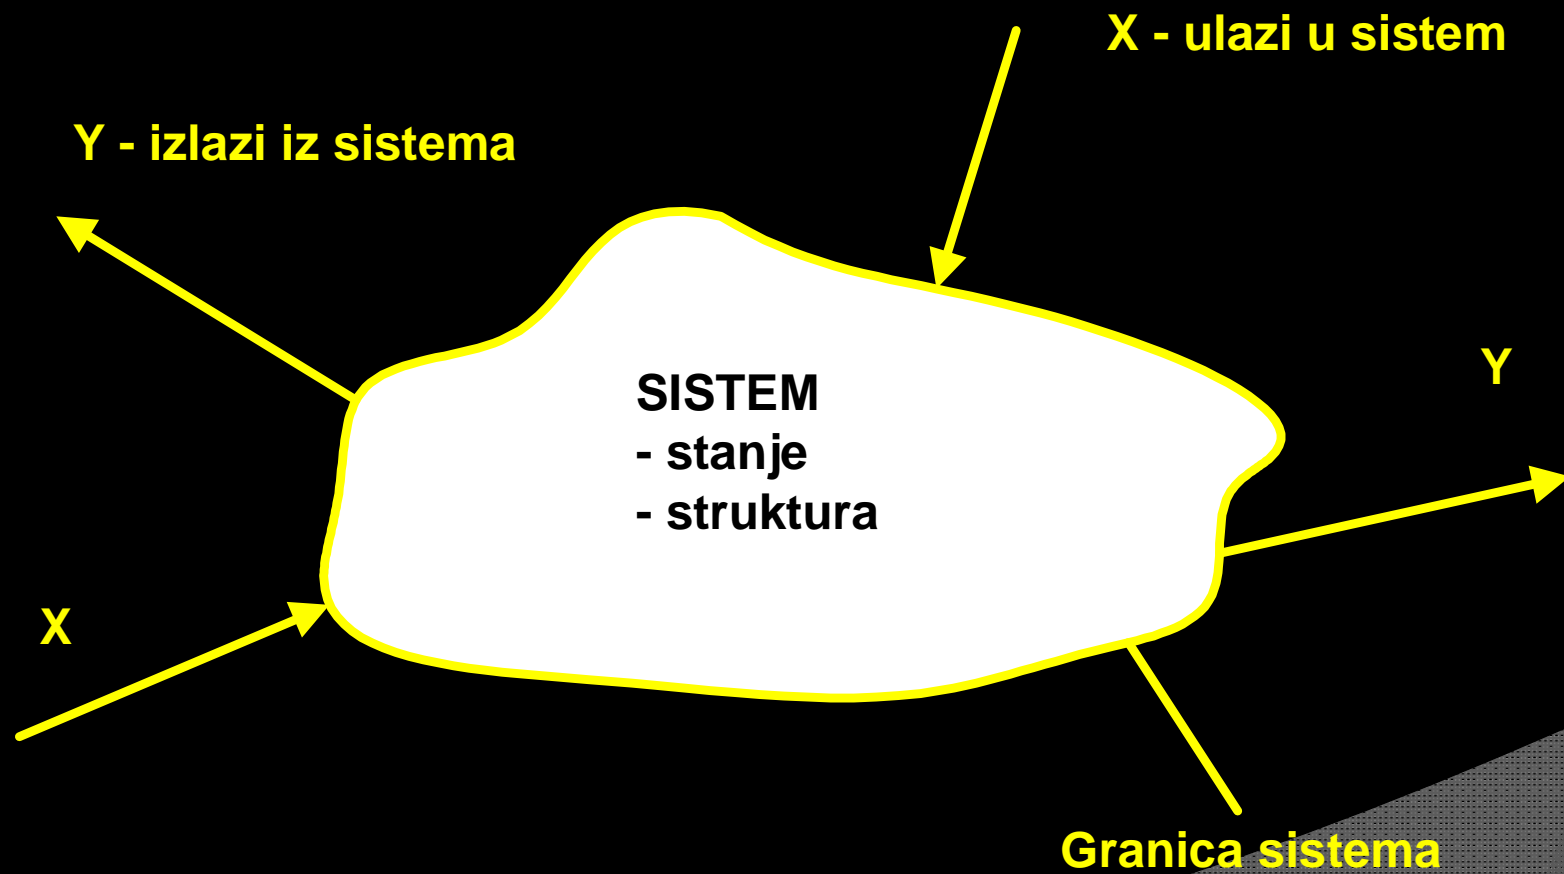 X - ulazi u sistem
Y - izlazi iz sistema
SISTEM
- stanje
- struktura
Y
X
Granica sistema